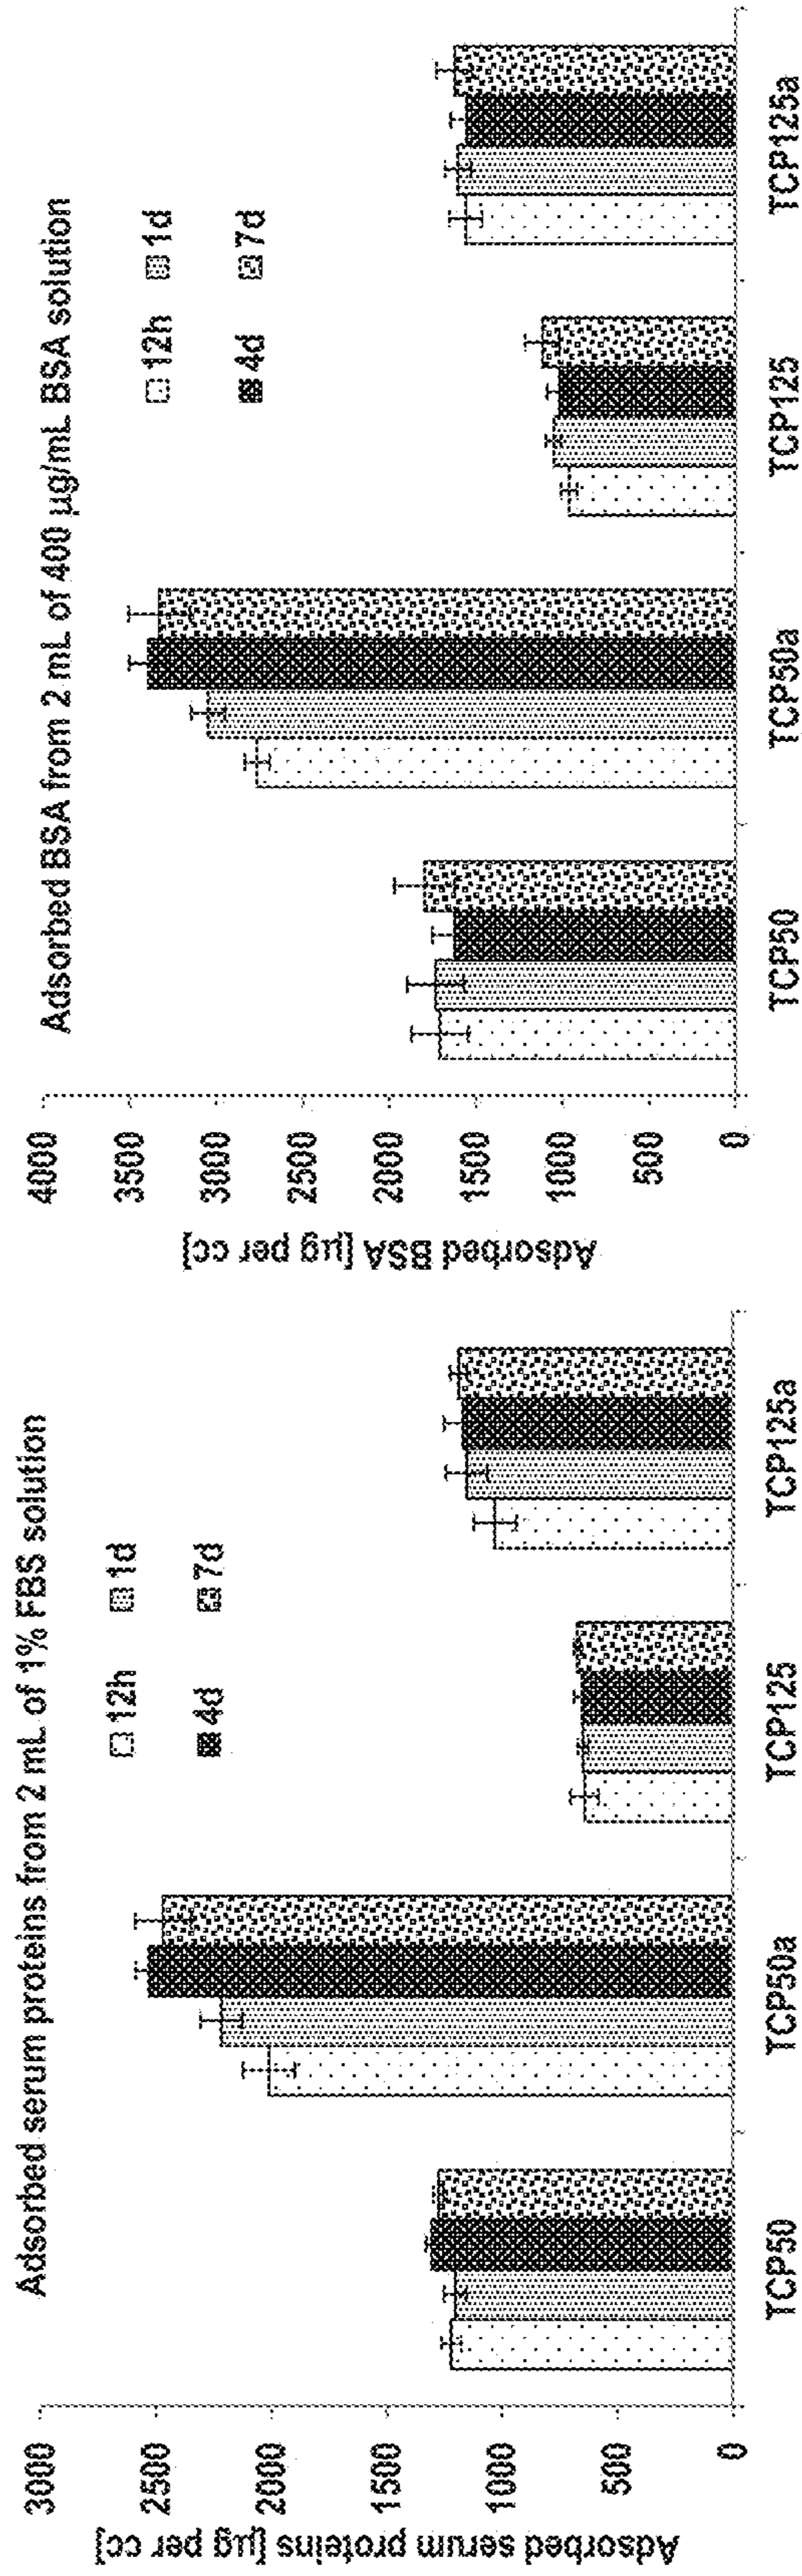 Adsorbed serum proteins from 2 mL of 1% FBS solution
12h 1d
4d 7d
Adsorbed serum proteins [µg per cc]
3000
2500
2000
1500
1000
500
0
TCP50 TCP50a TCP125 TCP125a
Adsorbed BSA from 2 mL of 400 µg/mL BSA solution
12h 1d
4d 7d
Adsorbed BSA [µg per cc]
4000
3500
3000
2500
2000
1500
1000
500
0
TCP50 TCP50a TCP125 TCP125a